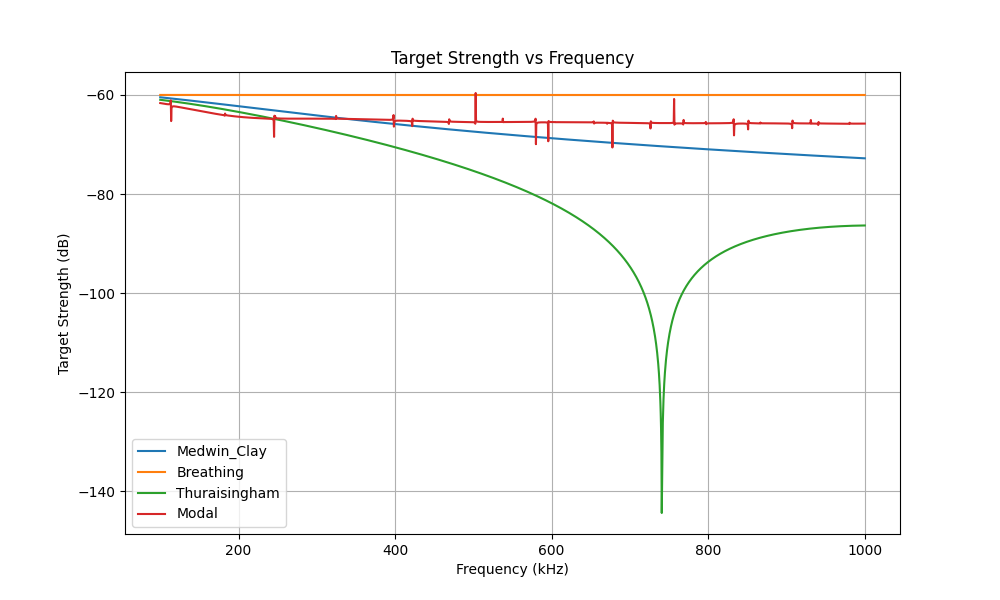 Target Strength vs Frequency
Target Strength (dB)
−60
−80
−100
−120
−140
Medwin_Clay
Breathing
Thuraisingham
Modal
200
400
600
800
1000
Frequency (kHz)